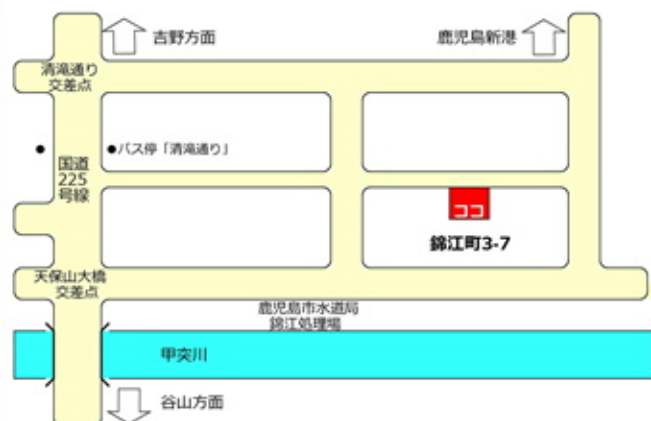 吉野方面
鹿児島新港
清滝通り
交差点
●バス停「清滝通り」
国道
225
号線
ココ
錦江町3-7
天保山大橋
交差点
鹿児島市水道局
錦江処理場
甲突川
谷山方面